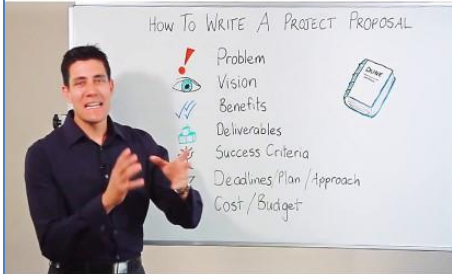 How To Write A Project Proposal
Problem
Vision
Benefits
Deliverables
Success Criteria
Deadlines/Plan/Approach
Cost/Budget